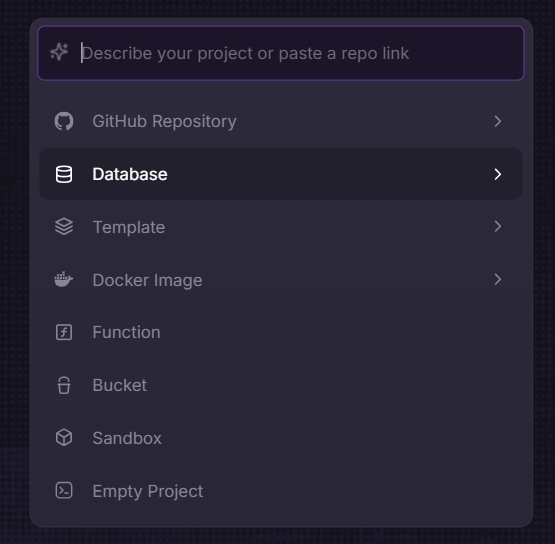 Describe your project or paste a repo link
GitHub Repository
Database
Template
Docker Image
Function
Bucket
Sandbox
Empty Project